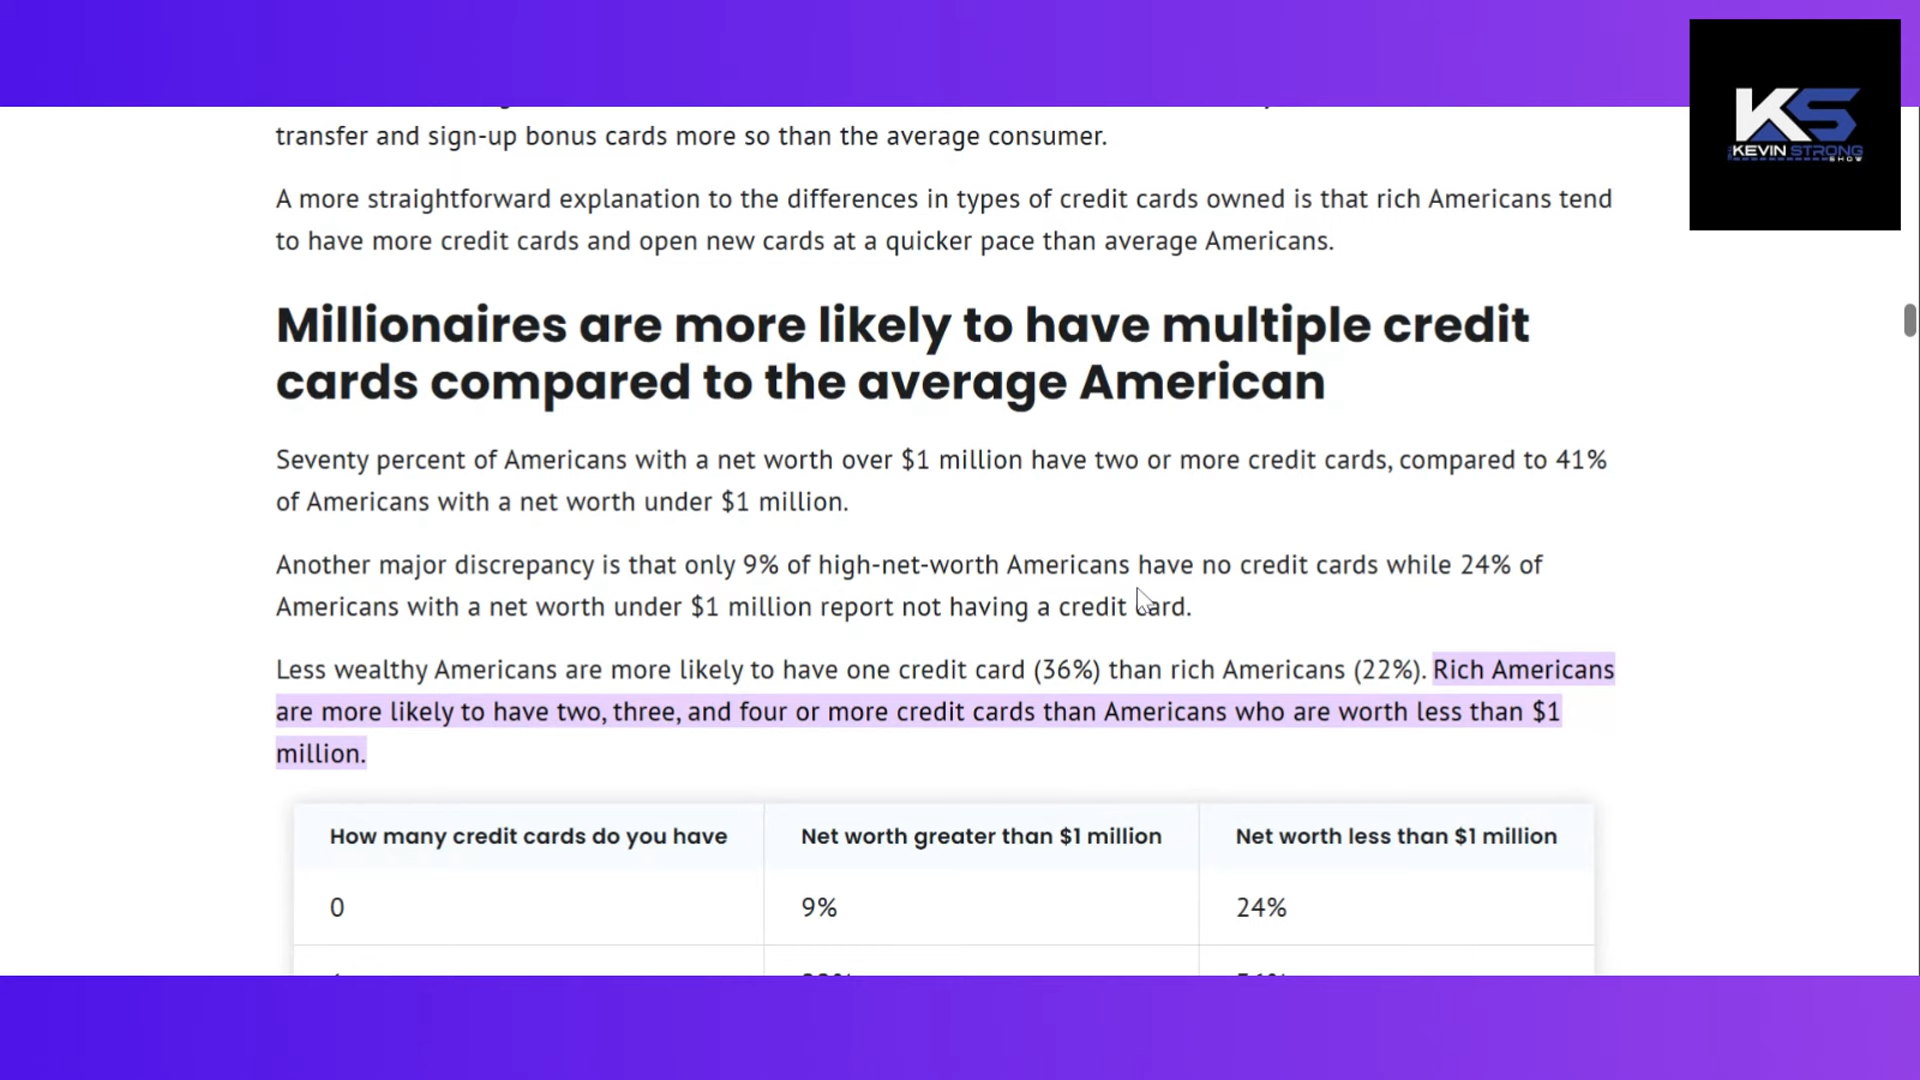 transfer and sign-up bonus cards more so than the average consumer.
A more straightforward explanation to the differences in types of credit cards owned is that rich Americans tend
to have more credit cards and open new cards at a quicker pace than average Americans.
Millionaires are more likely to have multiple credit
cards compared to the average American
Seventy percent of Americans with a net worth over $1 million have two or more credit cards, compared to 41%
of Americans with a net worth under $1 million.
Another major discrepancy is that only 9% of high-net-worth Americans have no credit cards while 24% of
Americans with a net worth under $1 million report not having a credit card.
Less wealthy Americans are more likely to have one credit card (36%) than rich Americans (22%). Rich Americans
are more likely to have two, three, and four or more credit cards than Americans who are worth less than $1
million.
How many credit cards do you have Net worth greater than $1 million Net worth less than $1 million
0 9% 24%
KS
THE KEVIN STRONG
SHOW